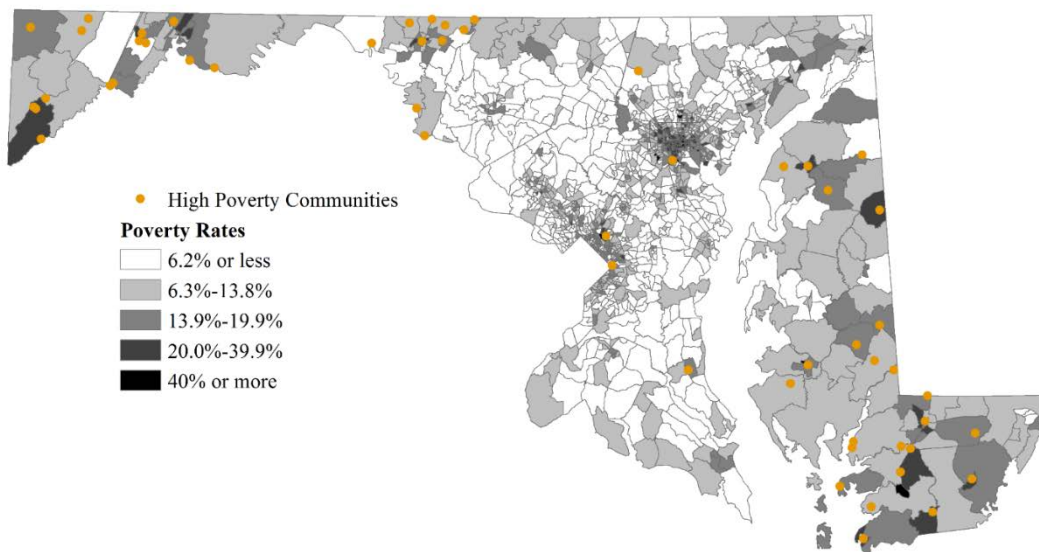 High Poverty Communities
Poverty Rates
6.2% or less
6.3%-13.8%
13.9%-19.9%
20.0%-39.9%
40% or more